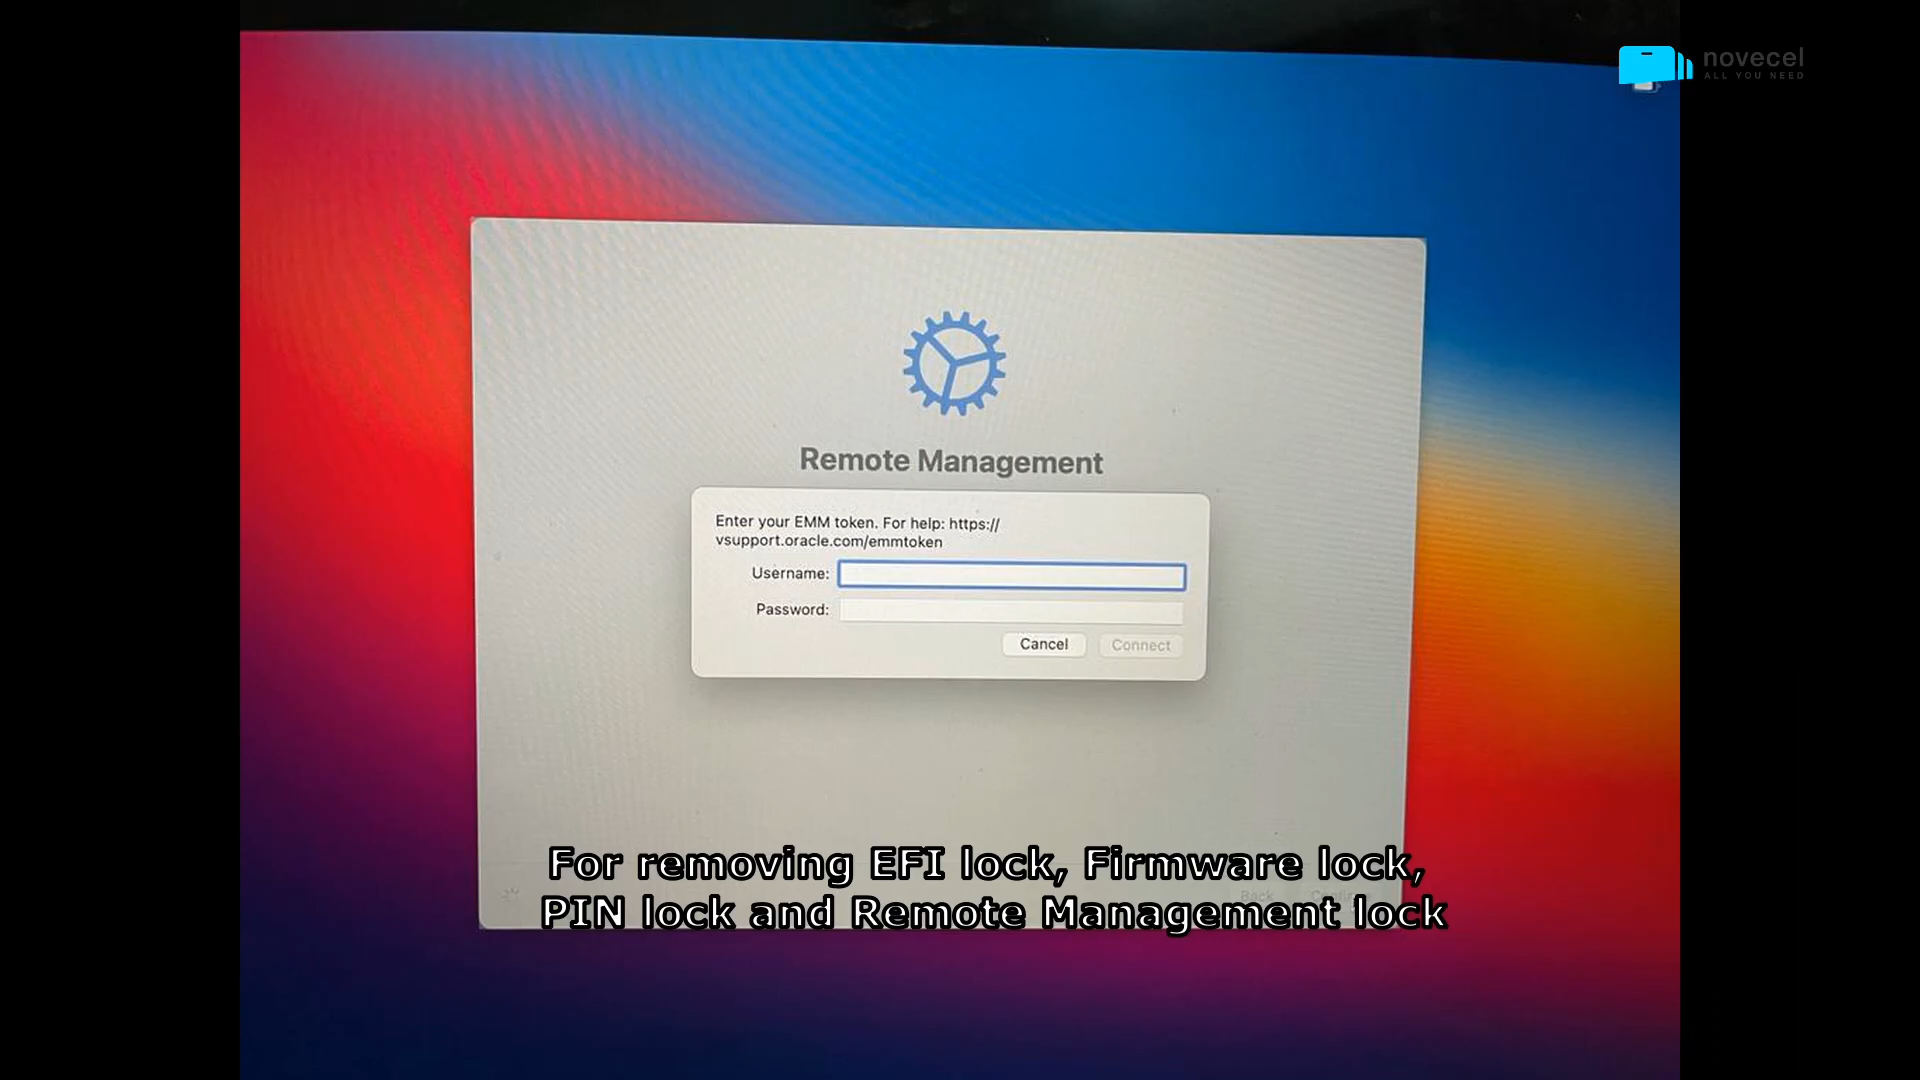 novecel
ALL YOU NEED
Remote Management
Enter your EMM token. For help: https://
vsupport.oracle.com/emmtoken
Username:
Password:
Cancel
Connect
Back
For removing EFI lock, Firmware lock,
PIN lock and Remote Management lock